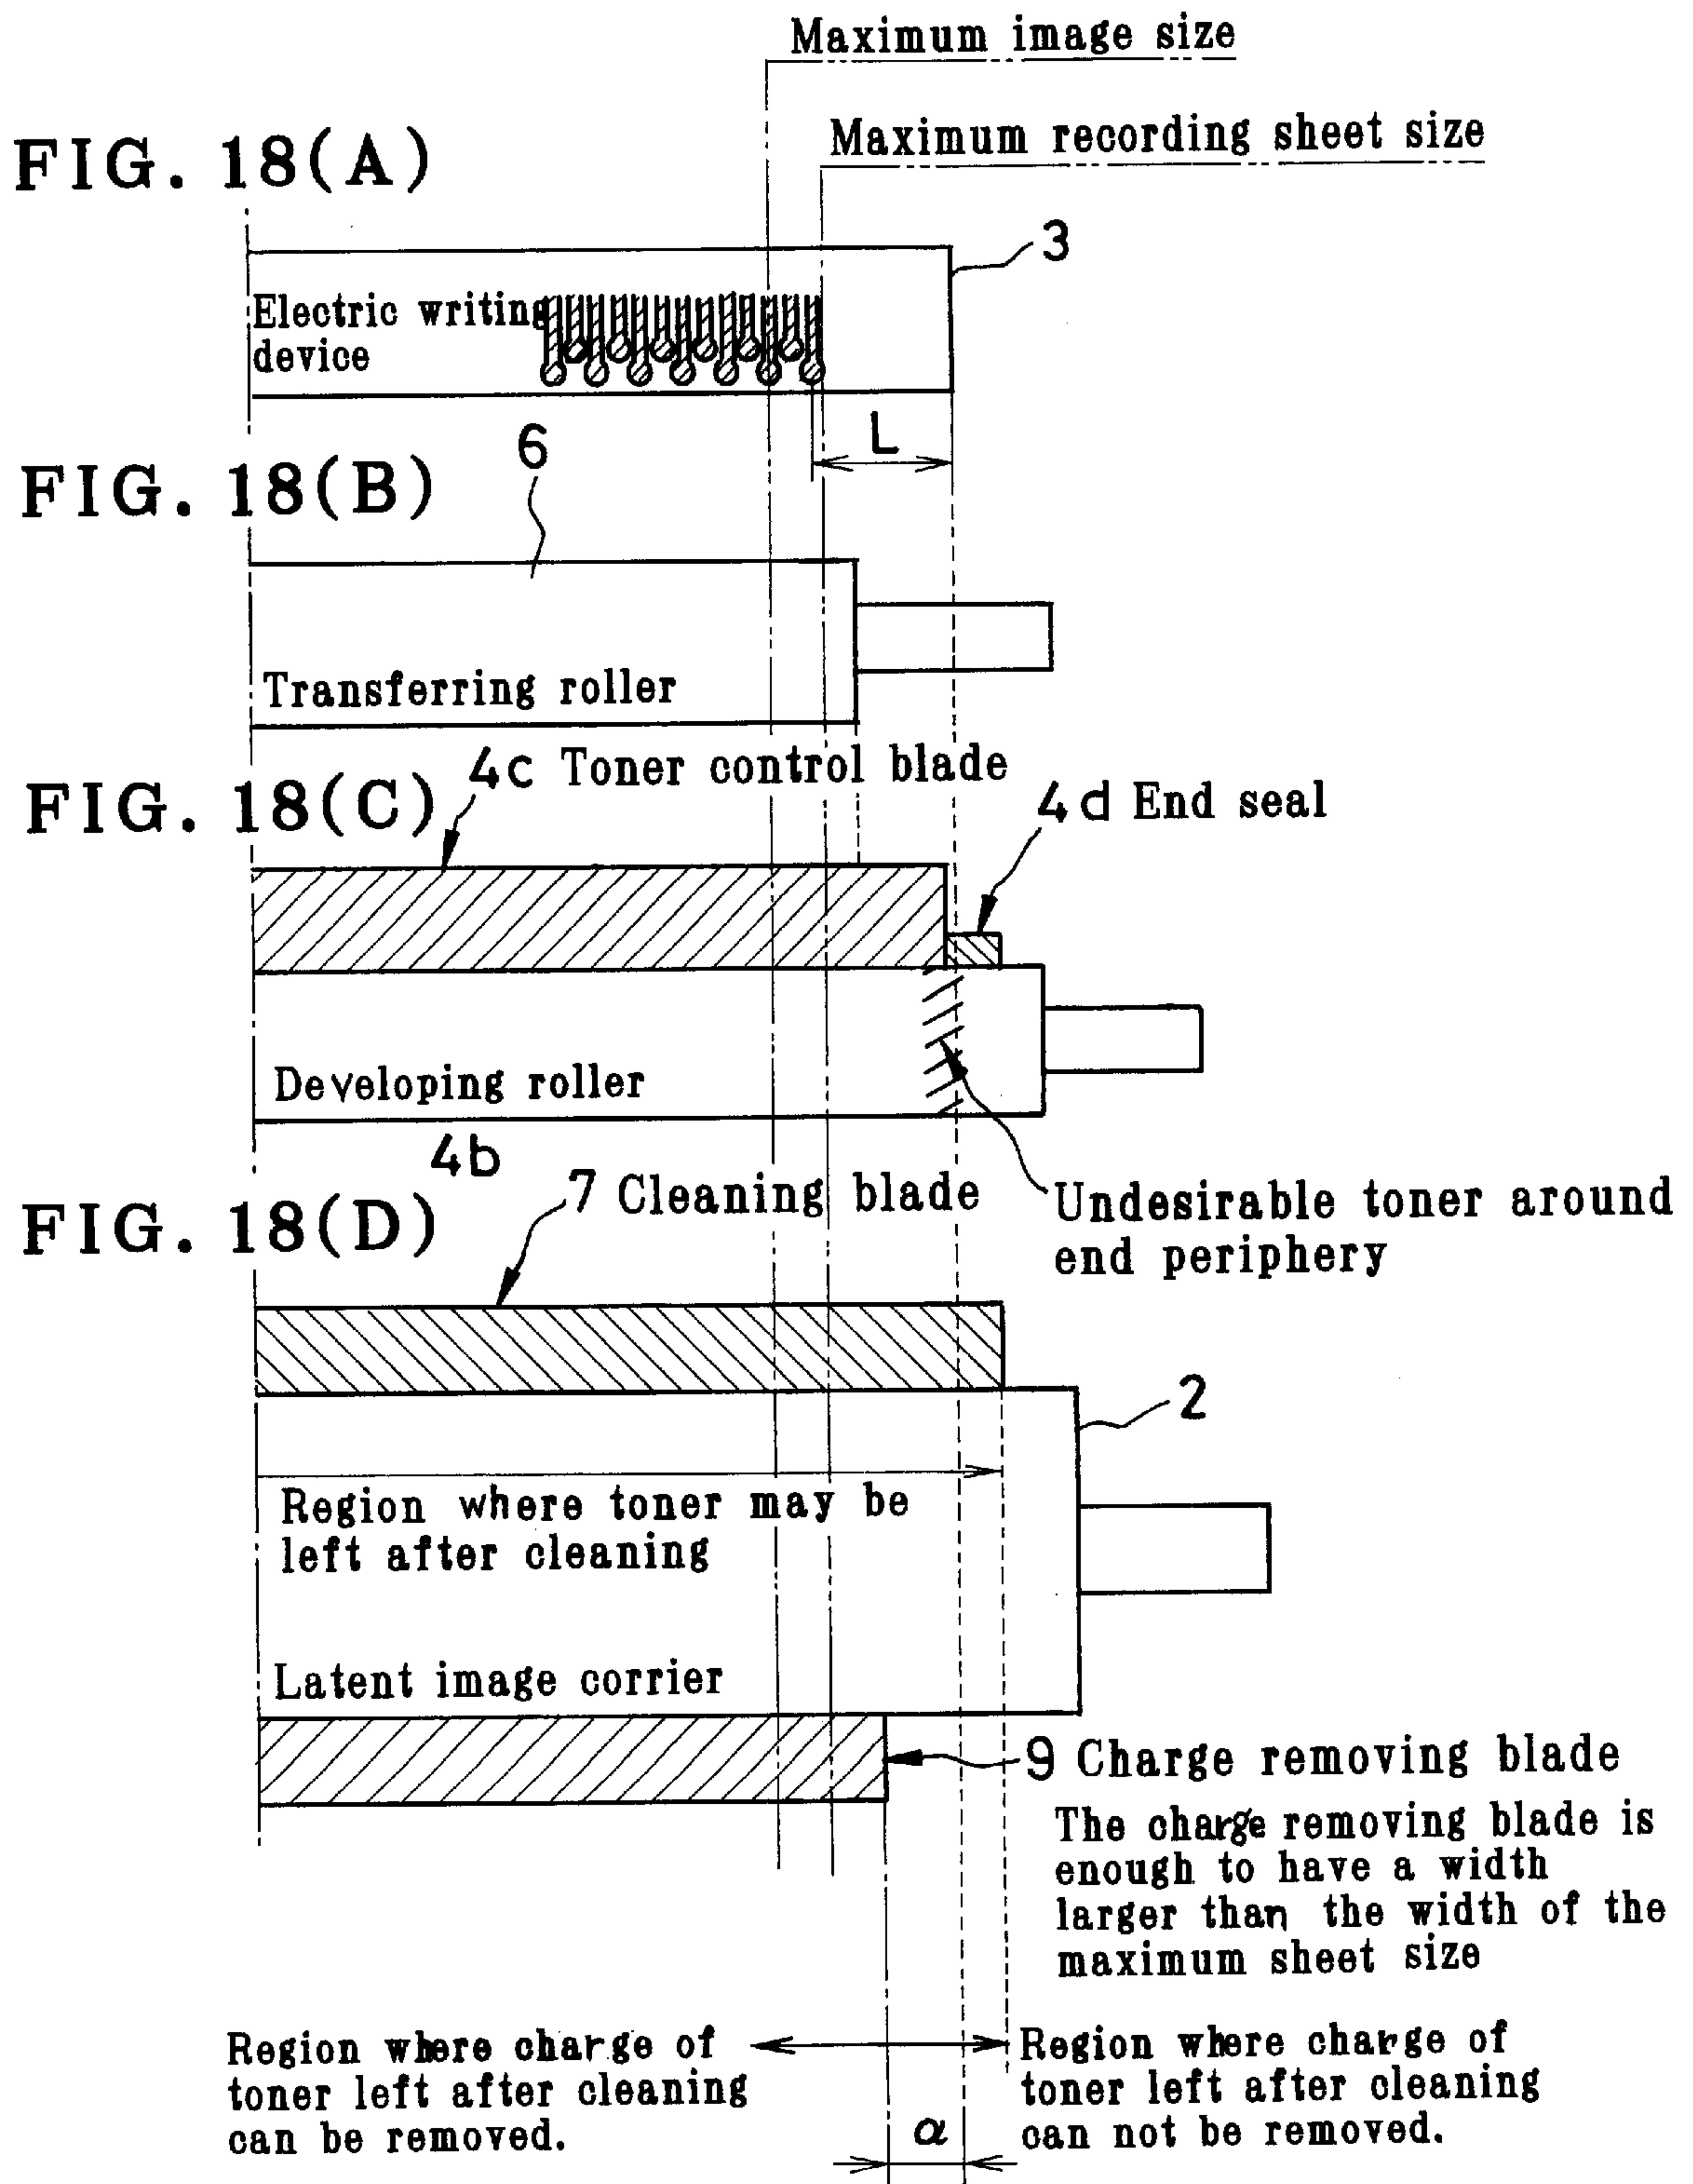 Maximum image size
Maximum recording sheet size
FIG. 18(A)
3
Electric writing
device
L
6
FIG. 18(B)
Transferring roller
4c Toner control blade
FIG. 18(C)
4d End seal
Developing roller
4b
7 Cleaning blade
Undesirable toner around
end periphery
FIG. 18(D)
2
Region where toner may be
left after cleaning
Latent image corrier
9 Charge removing blade
The charge removing blade is
enough to have a width
larger than the width of the
maximum sheet size
Region where charge of
toner left after cleaning
can be removed.
Region where charge of
toner left after cleaning
can not be removed.
α